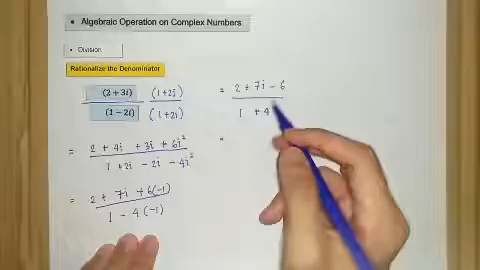 • Algebraic Operation on Complex Numbers
• Division
Rationalize the Denominator
(2 + 3i) (1+2i)
(1 – 2i) (1+2i)
= 2 + 4i + 3i + 6i²
1 + 2i – 2i – 4i²
= 2 + 7i + 6(-1)
1 – 4(-1)
= 2 + 7i – 6
1 + 4
=